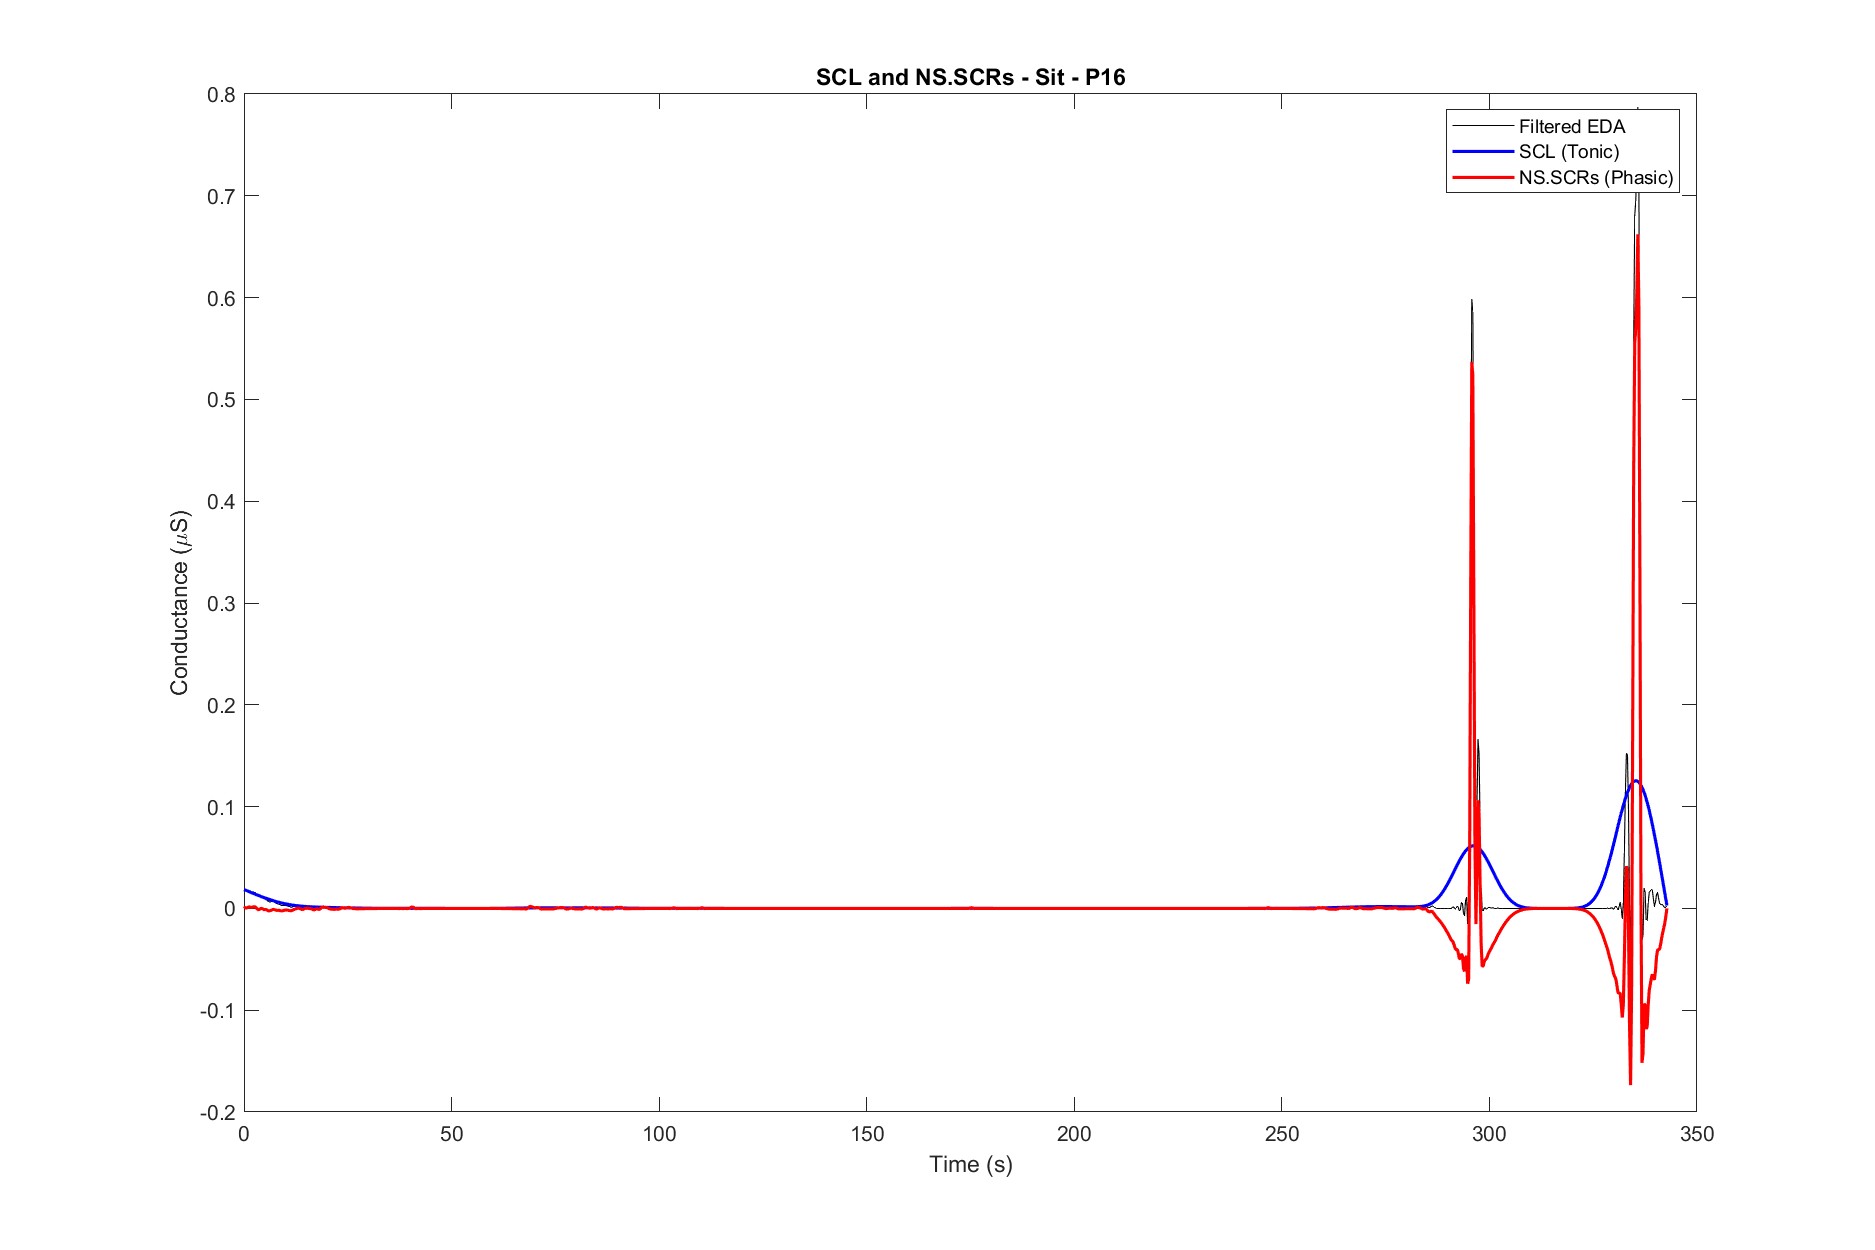 SCL and NS.SCRs - Sit - P16
0.8
0.7
0.6
0.5
0.4
0.3
0.2
0.1
0
-0.1
-0.2
Conductance (μS)
Filtered EDA
SCL (Tonic)
NS.SCRs (Phasic)
0 50 100 150 200 250 300 350
Time (s)